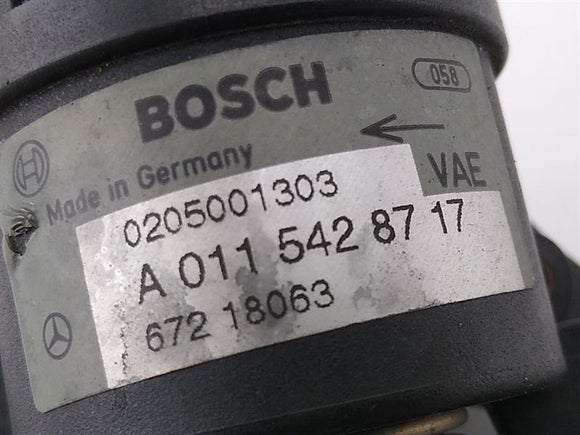 BOSCH
058
Made in Germany
VAE
0205001303
A 011 542 87 17
672 18063